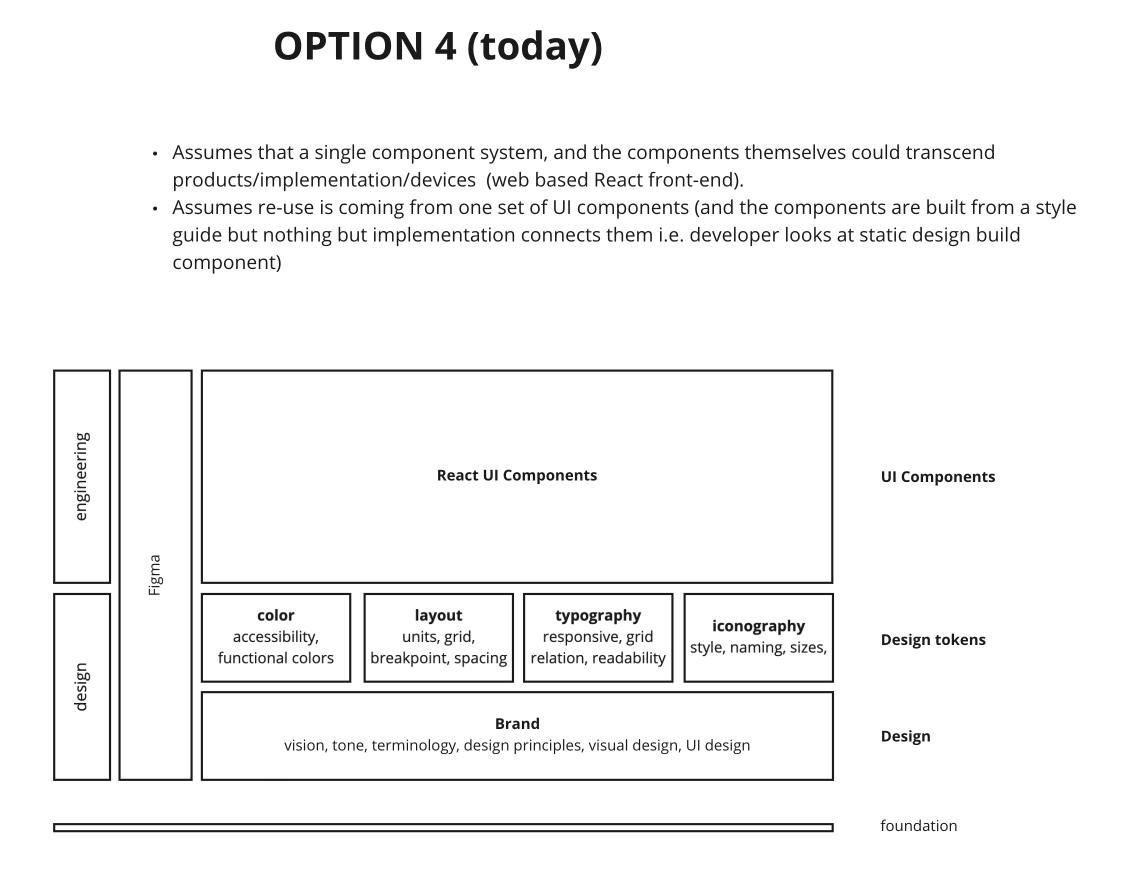 OPTION 4 (today)
• Assumes that a single component system, and the components themselves could transcend
products/implementation/devices  (web based React front-end).
• Assumes re-use is coming from one set of UI components (and the components are built from a style
guide but nothing but implementation connects them i.e. developer looks at static design build
component)
engineering
Figma
React UI Components
UI Components
design
color
accessibility,
functional colors
layout
units, grid,
breakpoint, spacing
typography
responsive, grid
relation, readability
iconography
style, naming, sizes,
Design tokens
Brand
vision, tone, terminology, design principles, visual design, UI design
Design
foundation